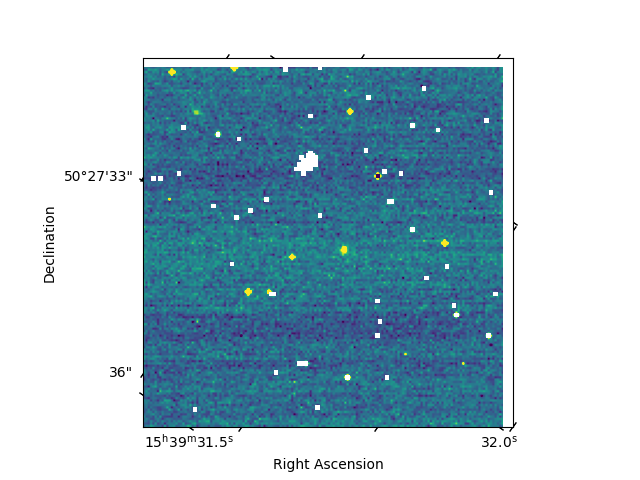 50°27'33"
Declination
36"
15ʰ39ᵐ31.5ˢ
32.0ˢ
Right Ascension